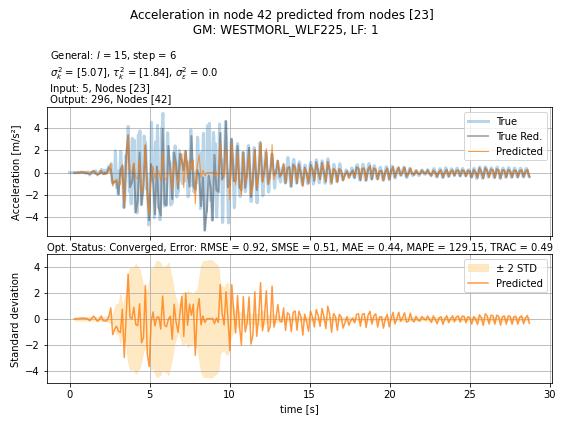 Acceleration in node 42 predicted from nodes [23]
GM: WESTMORL_WLF225, LF: 1
General: l = 15, step = 6
σ²ₖ = [5.07], τ²ₖ = [1.84], σ²ε = 0.0
Input: 5, Nodes [23]
Output: 296, Nodes [42]
Acceleration [m/s²]
4
2
0
−2
−4
True
True Red.
Predicted
Opt. Status: Converged, Error: RMSE = 0.92, SMSE = 0.51, MAE = 0.44, MAPE = 129.15, TRAC = 0.49
Standard deviation
4
2
0
−2
−4
± 2 STD
Predicted
0 5 10 15 20 25 30
time [s]